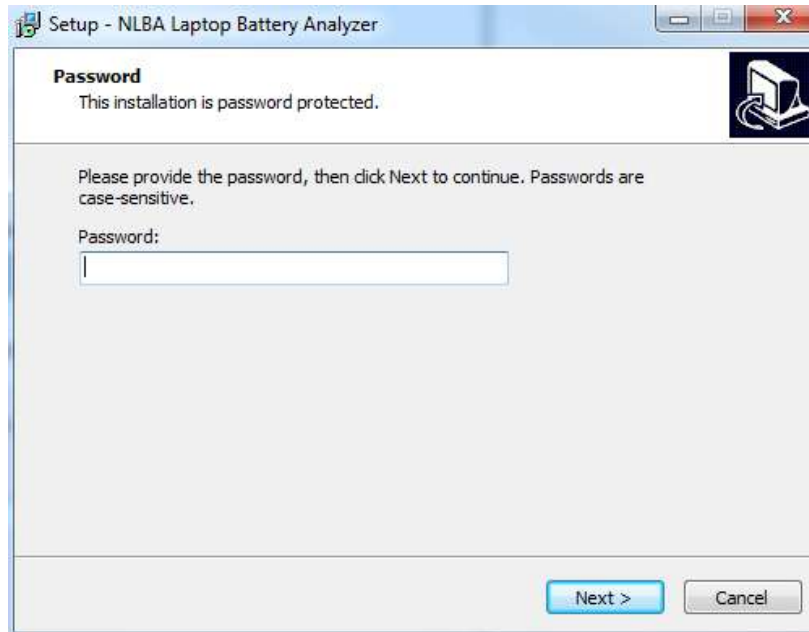 Setup - NLBA Laptop Battery Analyzer
Password
This installation is password protected.
Please provide the password, then click Next to continue. Passwords are
case-sensitive.
Password:
Next >
Cancel